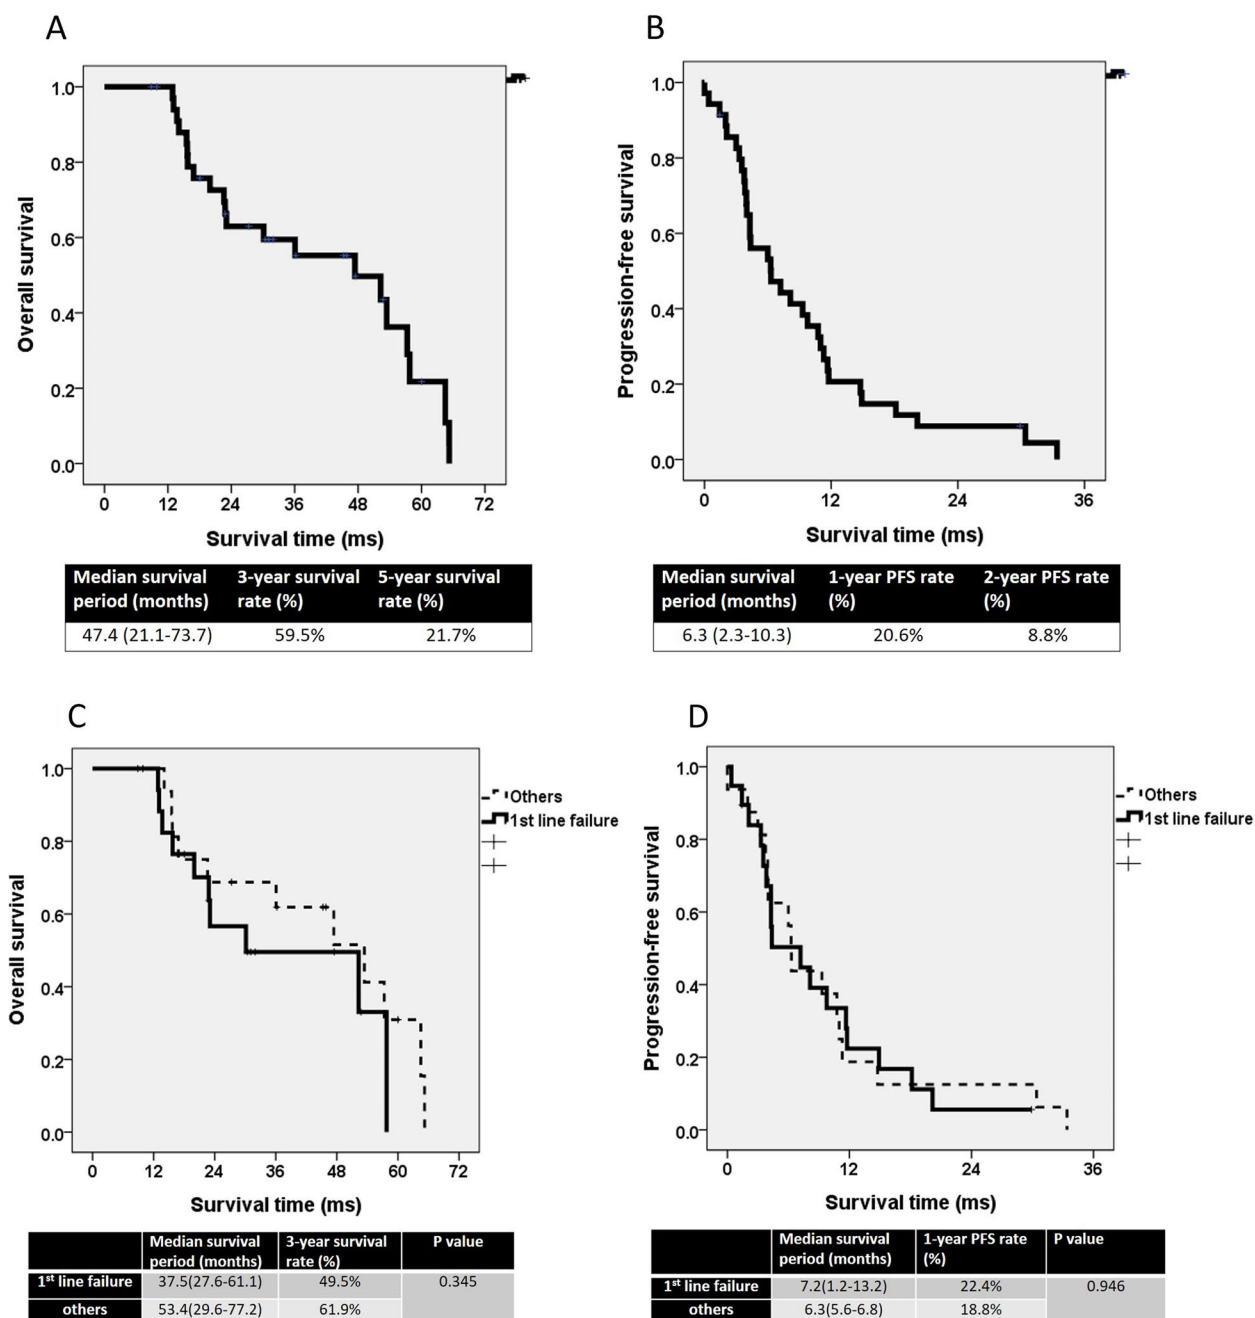 A
Overall survival
1.0
0.8
0.6
0.4
0.2
0.0
0 12 24 36 48 60 72
Survival time (ms)
Median survival period (months) 3-year survival rate (%) 5-year survival rate (%)
47.4 (21.1-73.7) 59.5% 21.7%
B
Progression-free survival
1.0
0.8
0.6
0.4
0.2
0.0
0 12 24 36
Survival time (ms)
Median survival period (months) 1-year PFS rate (%) 2-year PFS rate (%)
6.3 (2.3-10.3) 20.6% 8.8%
C
Overall survival
1.0
0.8
0.6
0.4
0.2
0.0
0 12 24 36 48 60 72
Survival time (ms)
Others
1st line failure
Median survival period (months) 3-year survival rate (%) P value
1st line failure 37.5(27.6-61.1) 49.5% 0.345
others 53.4(29.6-77.2) 61.9%
D
Progression-free survival
1.0
0.8
0.6
0.4
0.2
0.0
0 12 24 36
Survival time (ms)
Others
1st line failure
Median survival period (months) 1-year PFS rate (%) P value
1st line failure 7.2(1.2-13.2) 22.4% 0.946
others 6.3(5.6-6.8) 18.8%